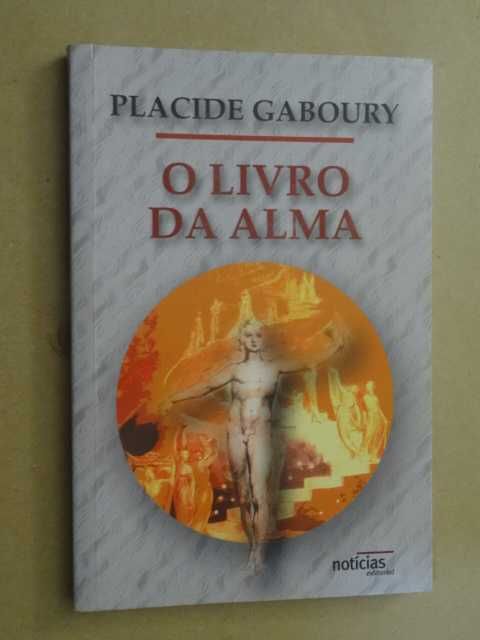 PLACIDE GABOURY
O LIVRO
DA ALMA
notícias
editorial